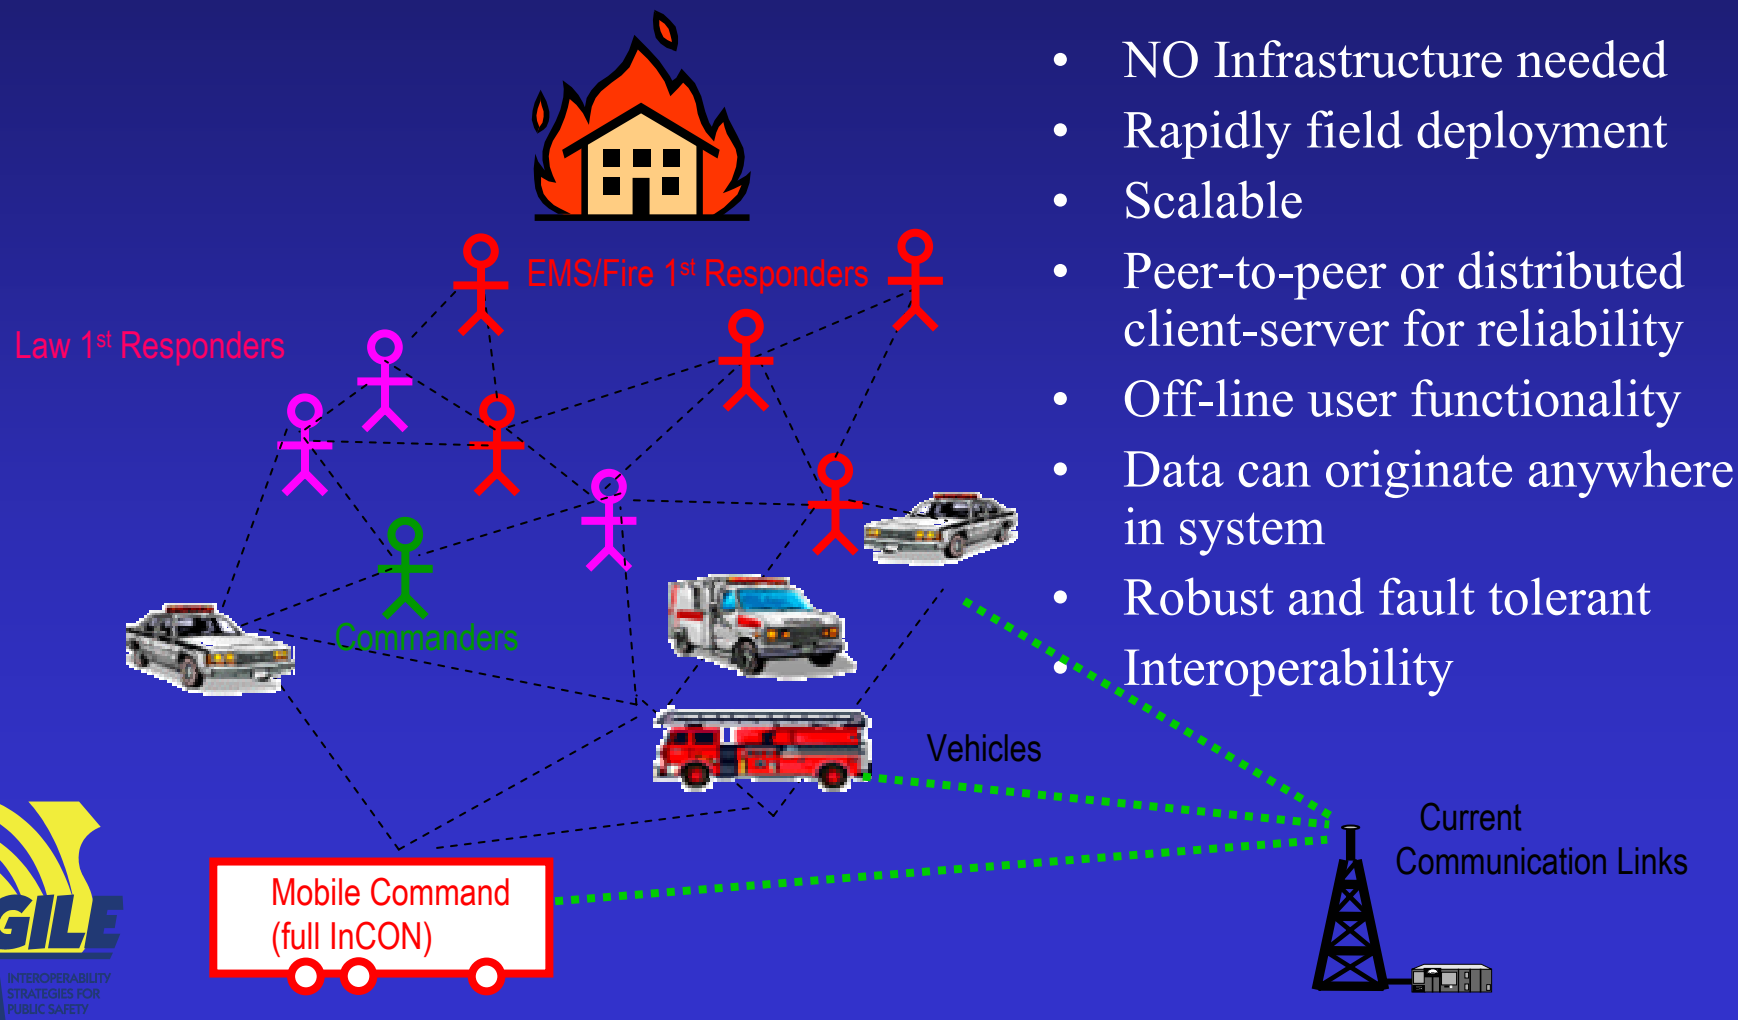 • NO Infrastructure needed
• Rapidly field deployment
• Scalable
• Peer-to-peer or distributed
client-server for reliability
• Off-line user functionality
• Data can originate anywhere
in system
• Robust and fault tolerant
• Interoperability
EMS/Fire 1st Responders
Law 1st Responders
Commanders
Vehicles
Current
Communication Links
Mobile Command
(full InCON)
GILE
INTEROPERABILITY
STRATEGIES FOR
PUBLIC SAFETY